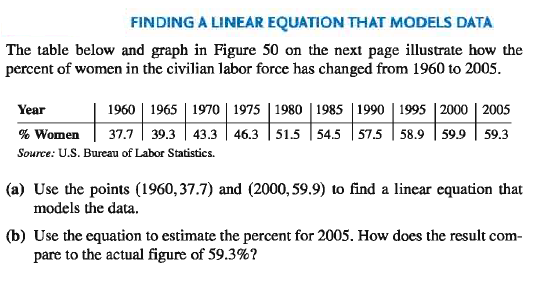 FINDING A LINEAR EQUATION THAT MODELS DATA
The table below and graph in Figure 50 on the next page illustrate how the
percent of women in the civilian labor force has changed from 1960 to 2005.
Year 1960 1965 1970 1975 1980 1985 1990 1995 2000 2005
% Women 37.7 39.3 43.3 46.3 51.5 54.5 57.5 58.9 59.9 59.3
Source: U.S. Bureau of Labor Statistics.
(a) Use the points (1960, 37.7) and (2000, 59.9) to find a linear equation that
models the data.
(b) Use the equation to estimate the percent for 2005. How does the result com-
pare to the actual figure of 59.3%?